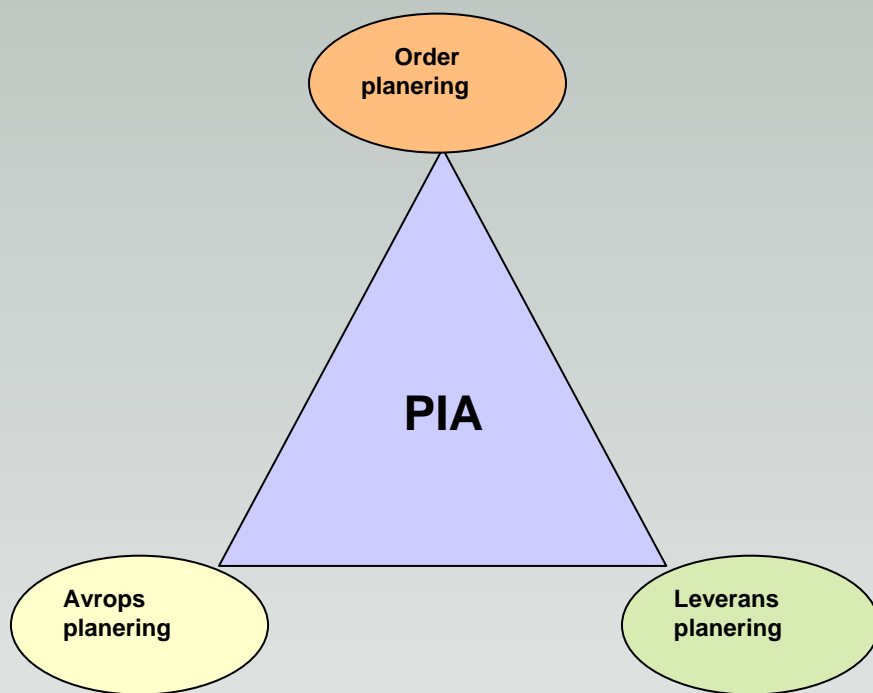 Order
planering
PIA
Avrops
planering
Leverans
planering